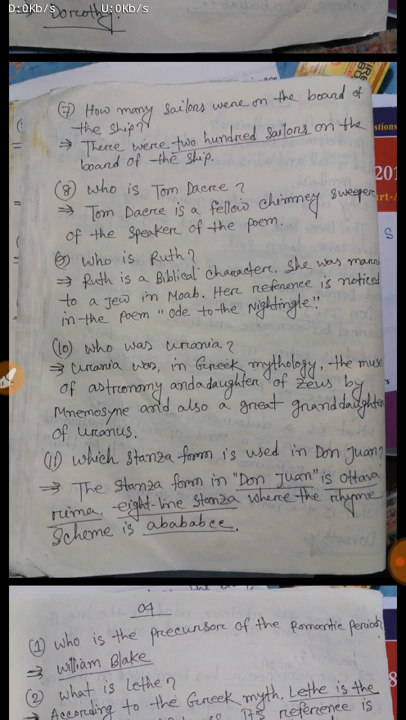 D:0Kb/s U:0Kb/s
⇒ Dorcothy.
(7) How many sailors were on the board of
the ship?
⇒ There were two hundred sailors on the
board of the ship.
(8) Who is Tom Dacre?
⇒ Tom Dacre is a fellow chimney sweeper
of the speaker of the poem.
(9) Who is Ruth?
⇒ Ruth is a Biblical character. She was
to a Jew in Moab. Her reference is noticed
in the poem "Ode to the Nightingle".
(10) Who was Urania?
⇒ Urania was, in Greek mythology, the muse
of astronomy and a daughter of Zeus by
Mnemosyne and also a great granddaughter
of Uranus.
(11) Which stanza form is used in Don Juan?
⇒ The stanza form in "Don Juan" is ottava
rima, eight-line stanza where the rhyme
scheme is abababcc.
04
(1) Who is the precursor of the romantic period
⇒ William Blake
(2) What is Lethe?
⇒ According to the Greek myth, Lethe is the
reference is
stions
201